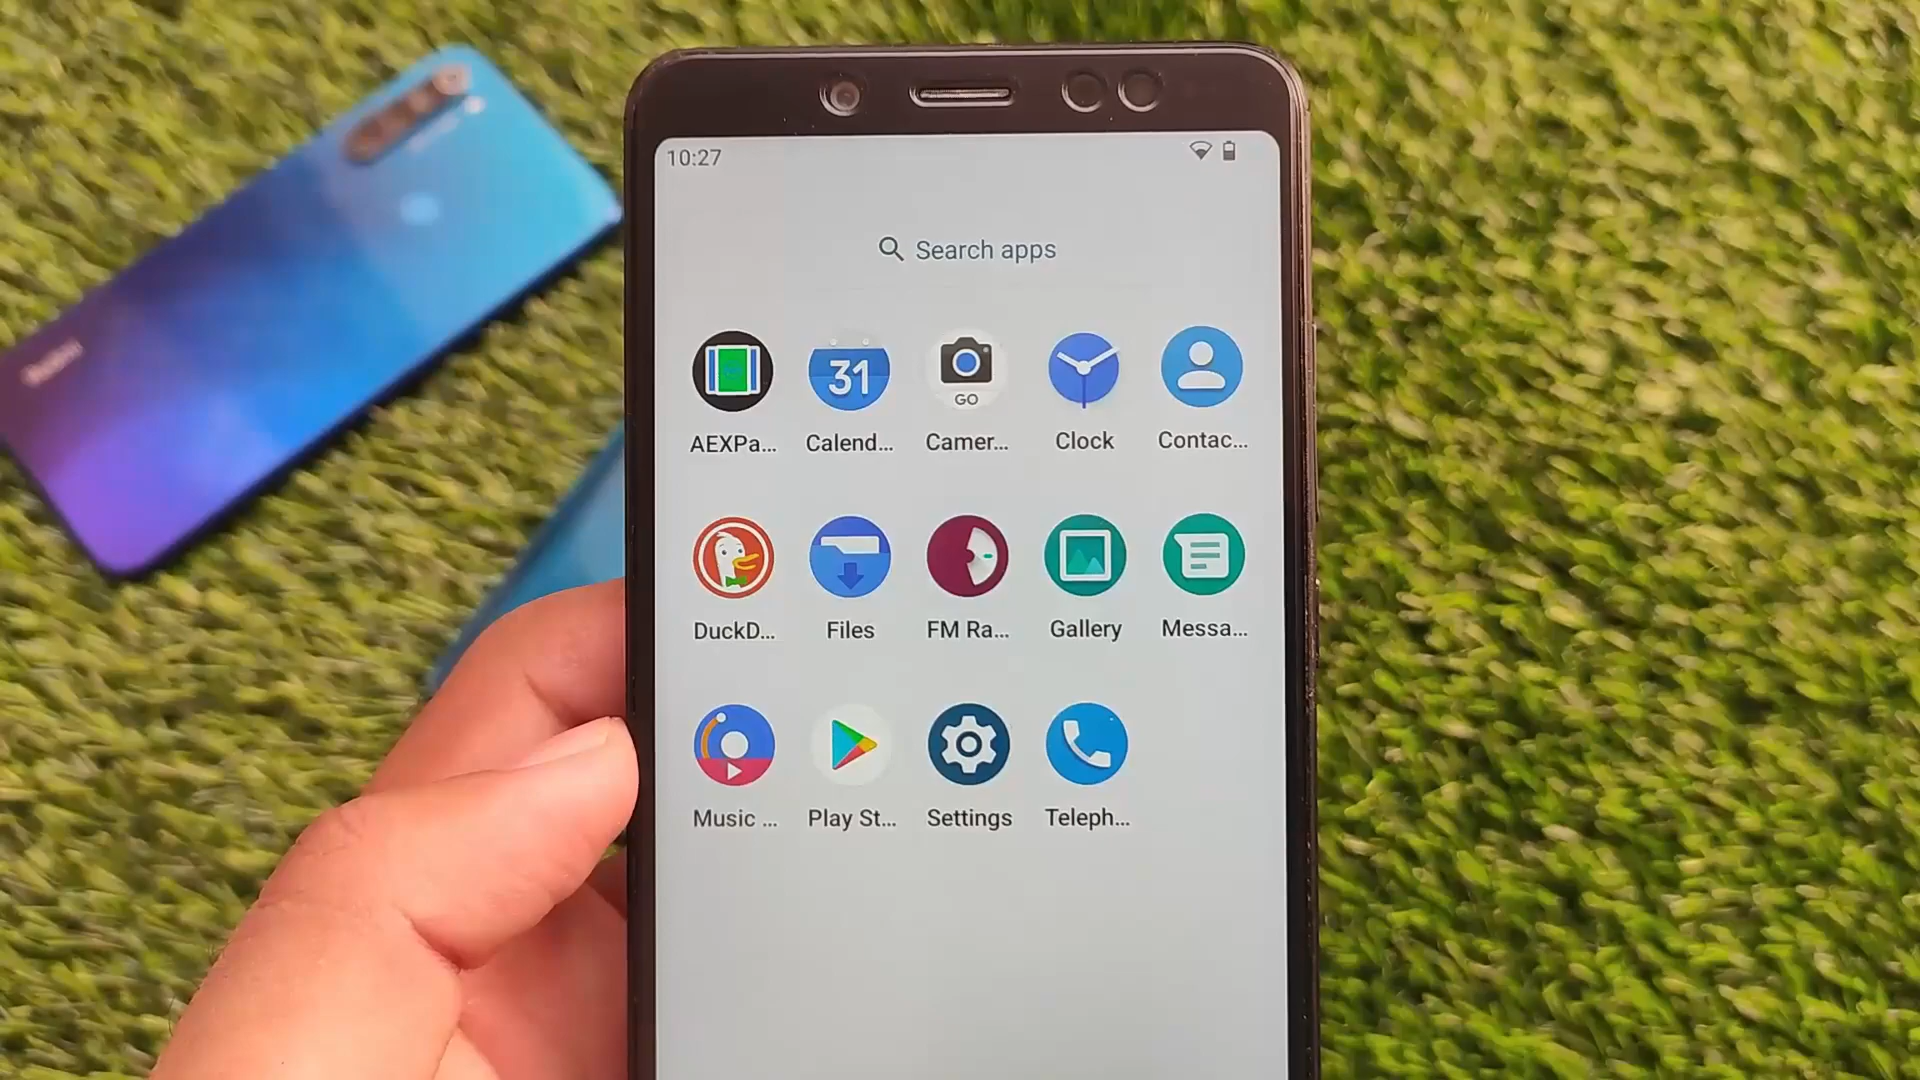 10:27
Search apps
31
GO
AEXPa...
Calend...
Camer...
Clock
Contac...
DuckD...
Files
FM Ra...
Gallery
Messa...
Music ...
Play St...
Settings
Teleph...
Redmi